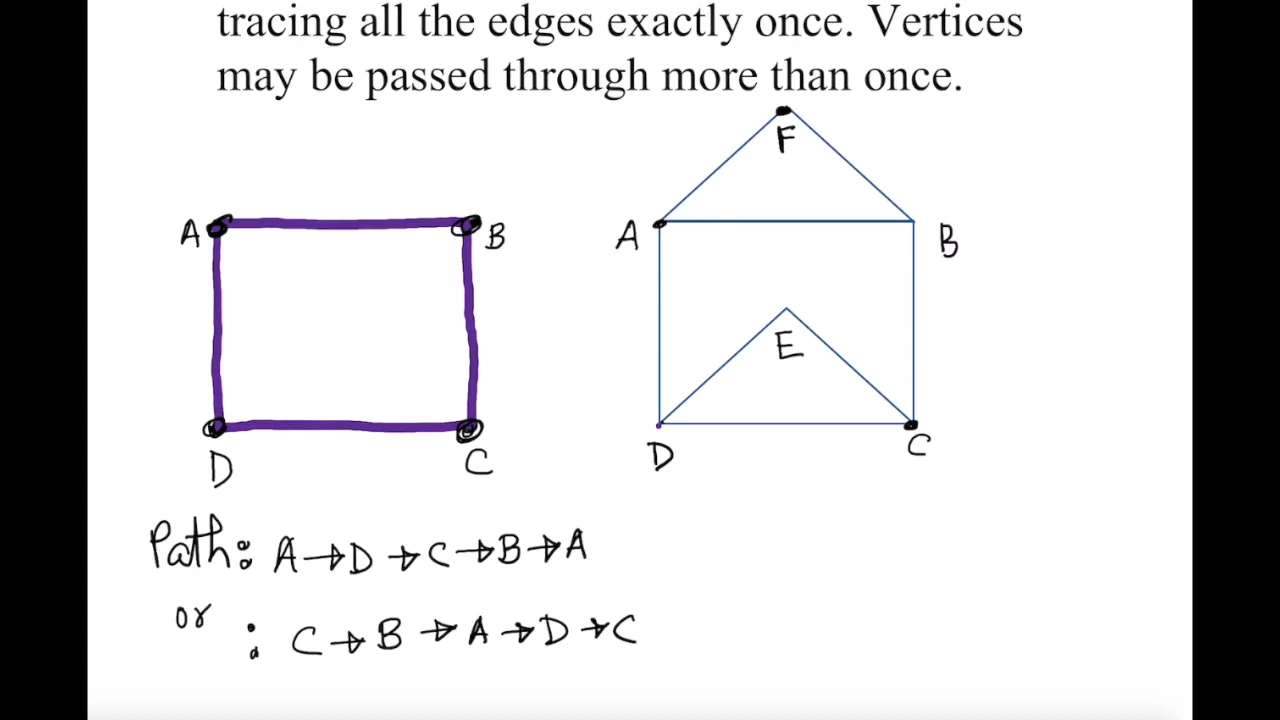 tracing all the edges exactly once. Vertices
may be passed through more than once.
F
A B
A B
E
D C
D C
Path: A→D→C→B→A
or : C→B→A→D→C